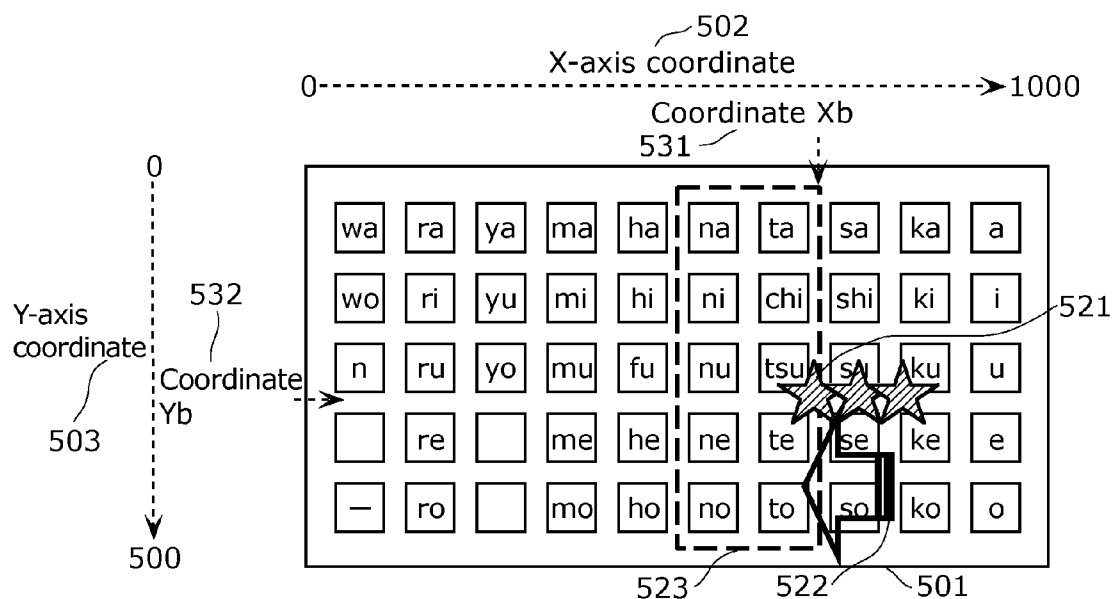 502
X-axis coordinate
0 1000
Coordinate Xb
531
0
wa ra ya ma ha na ta sa ka a
532
wo ri yu mi hi ni chi shi ki i
521
Y-axis
coordinate
n ru yo mu fu nu tsu s ku u
Coordinate
Yb
503
re me he ne te se ke e
— ro mo ho no to so ko o
500
523 522 501